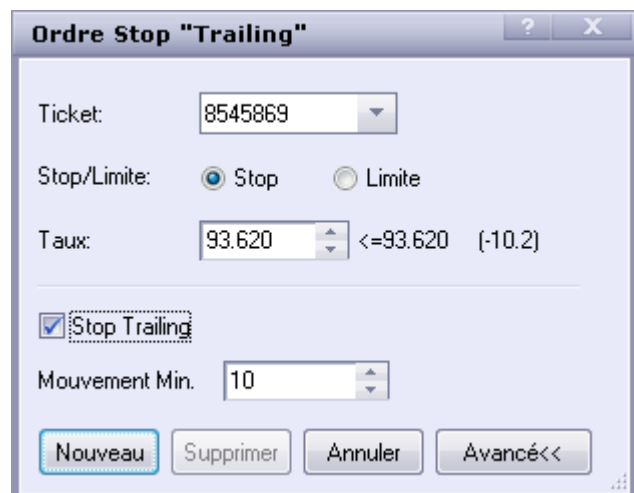 Ordre Stop "Trailing" ? X
Ticket: 8545869
Stop/Limite: Stop Limite
Taux: 93.620 <=93.620 (-10.2)
Stop Trailing
Mouvement Min. 10
Nouveau Supprimer Annuler Avancé<<